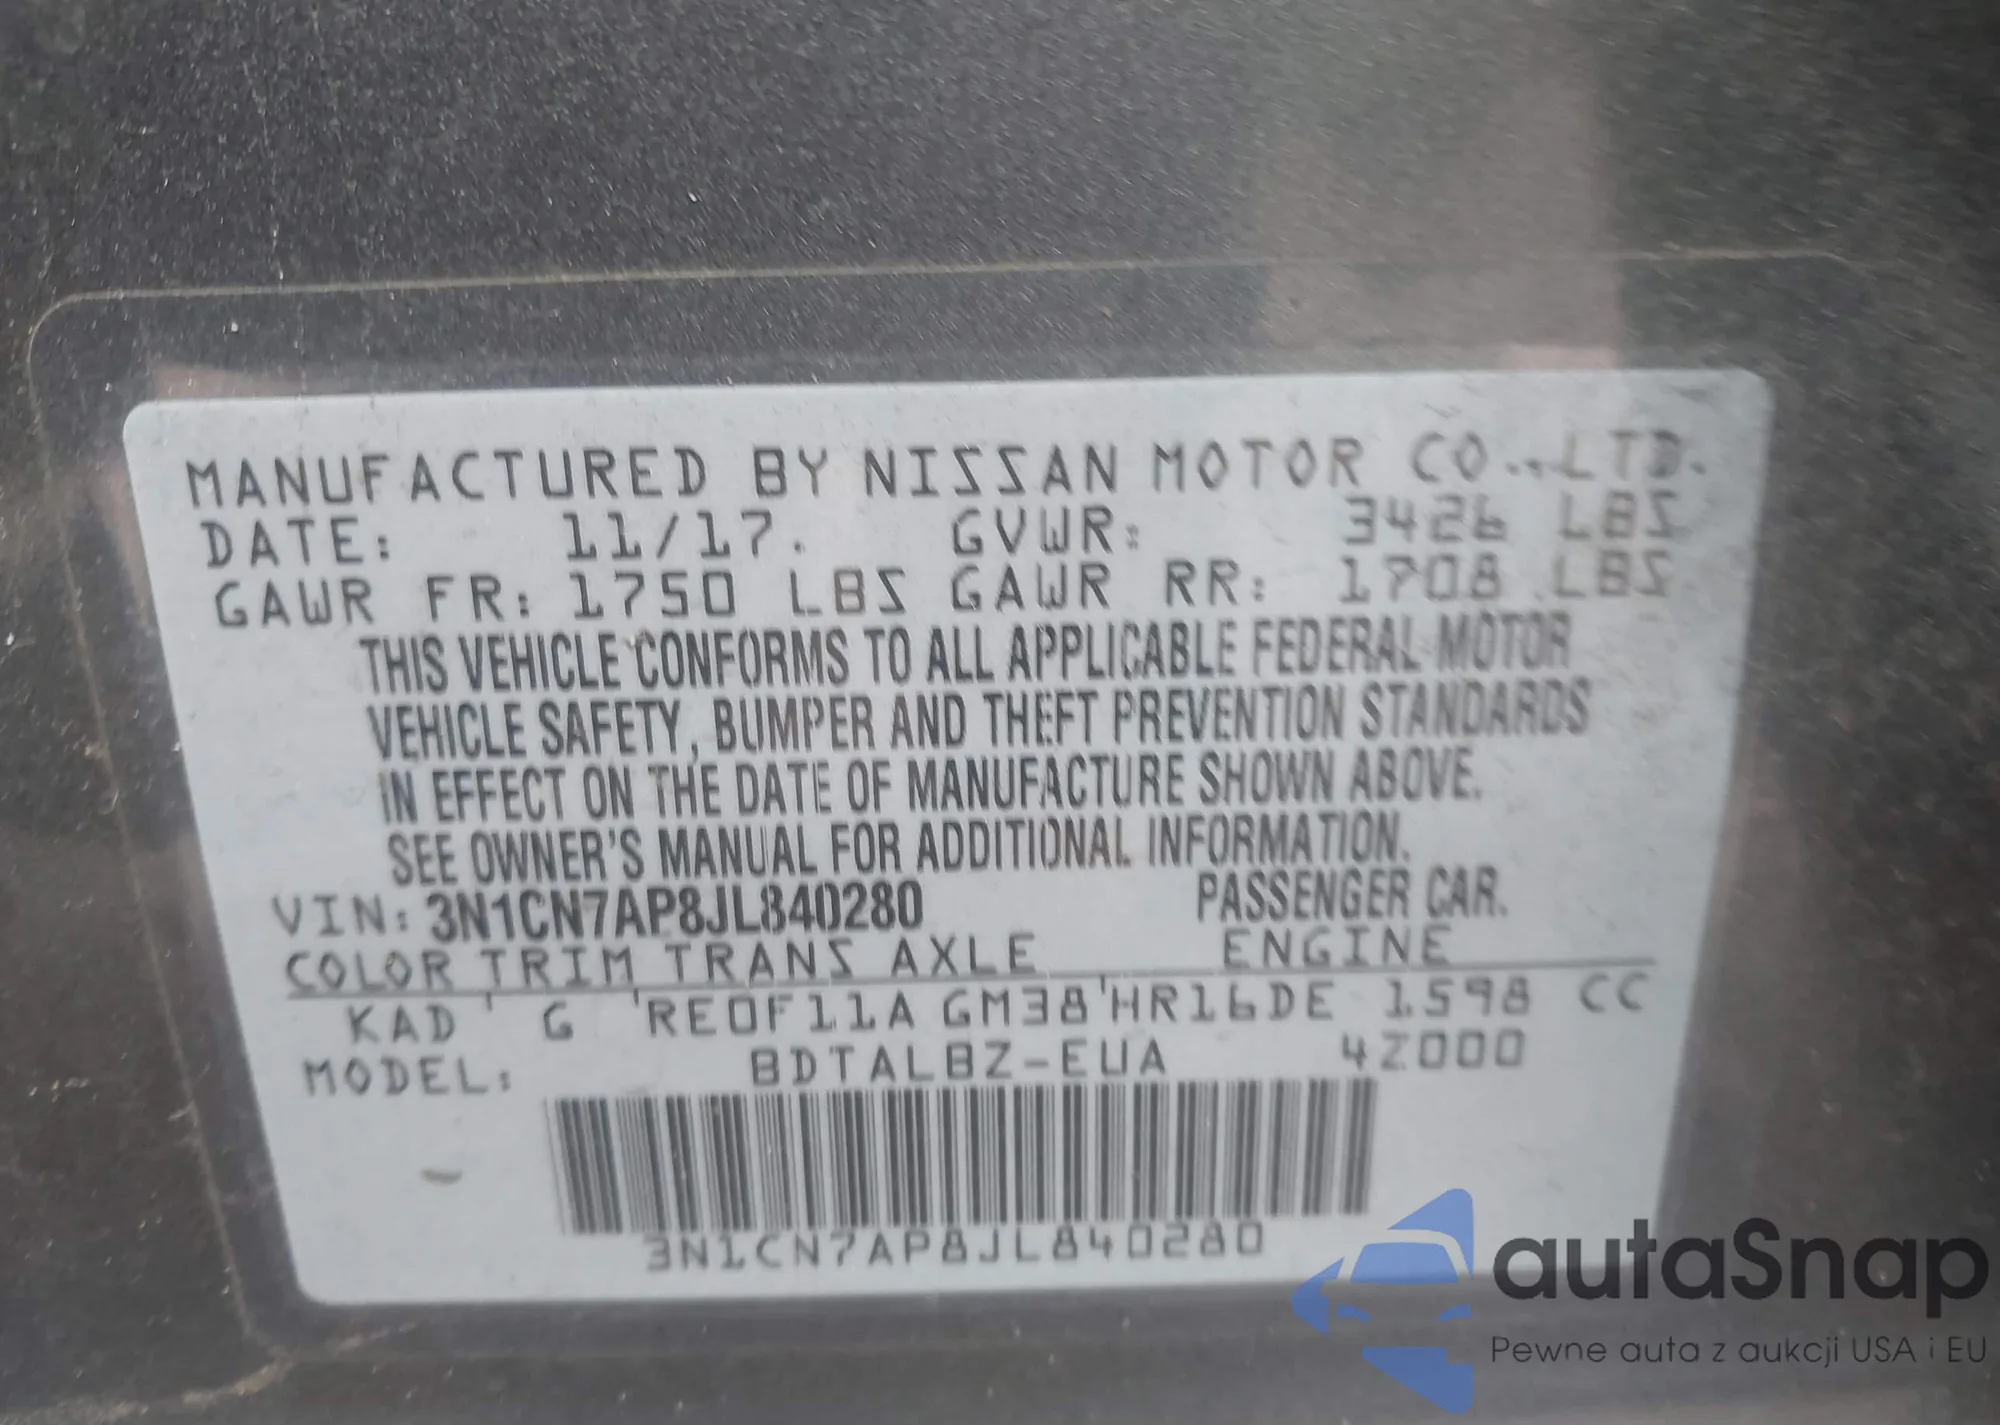 MANUFACTURED BY NISSAN MOTOR CO., LTD.
DATE: 11/17. GVWR: 3426 LBS
GAWR FR: 1750 LBS GAWR RR: 1708 LBS
THIS VEHICLE CONFORMS TO ALL APPLICABLE FEDERAL MOTOR
VEHICLE SAFETY, BUMPER AND THEFT PREVENTION STANDARDS
IN EFFECT ON THE DATE OF MANUFACTURE SHOWN ABOVE.
SEE OWNER'S MANUAL FOR ADDITIONAL INFORMATION.
VIN: 3N1CN7AP8JL840280 PASSENGER CAR.
COLOR TRIM TRANS AXLE ENGINE
KAD G RE0F11A GM38 HR16DE 1598 CC
MODEL: BDTALBZ-EUA 4Z000
3N1CN7AP8JL840280
autaSnap
Pewne auta z aukcji USA i EU